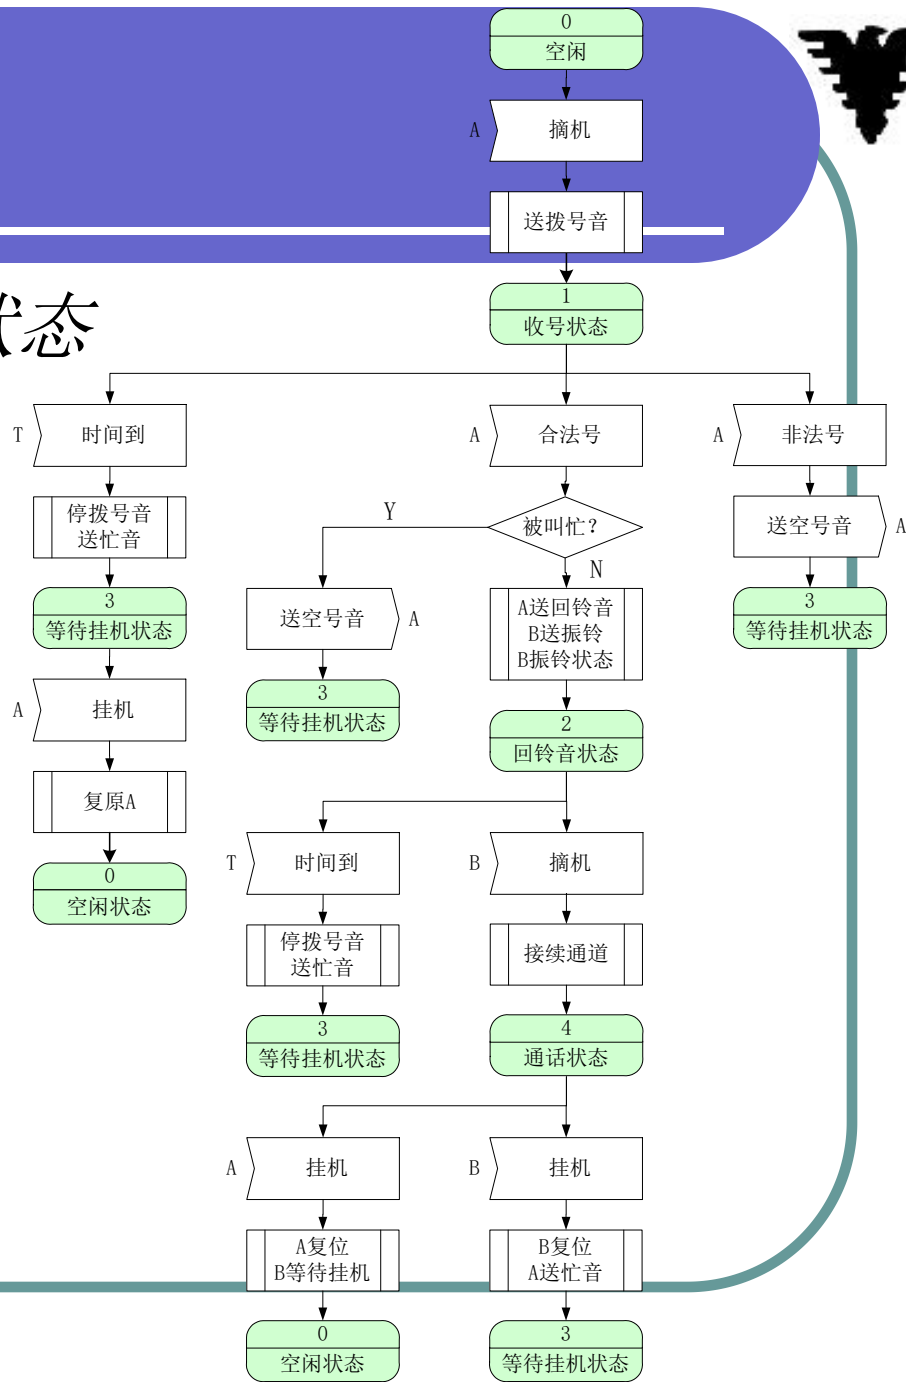 0
空闲
A
摘机
送拨号音
1
收号状态
状态
T
时间到
A
合法号
A
非法号
停拨号音
送忙音
Y
被叫忙?
N
送空号音
A
3
等待挂机状态
送空号音
A
A送回铃音
B送振铃
B振铃状态
3
等待挂机状态
A
挂机
3
等待挂机状态
2
回铃音状态
复原A
T
时间到
B
摘机
0
空闲状态
停拨号音
送忙音
接续通道
3
等待挂机状态
4
通话状态
A
挂机
B
挂机
A复位
B等待挂机
B复位
A送忙音
0
空闲状态
3
等待挂机状态